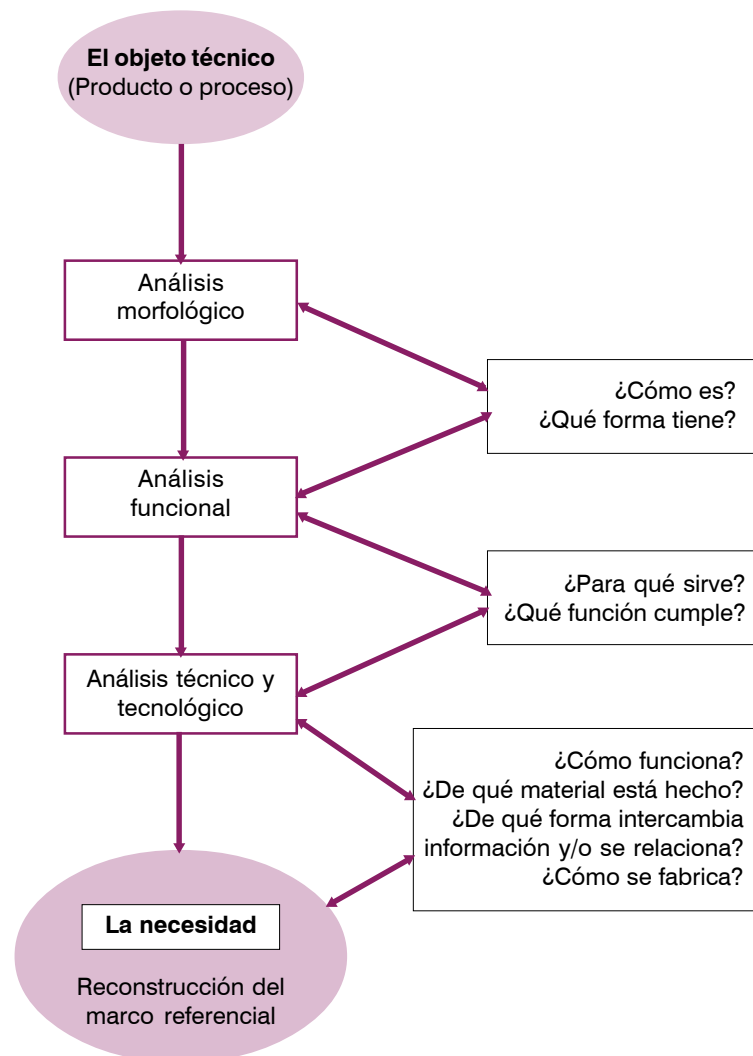 El objeto técnico
(Producto o proceso)
Análisis
morfológico
¿Cómo es?
¿Qué forma tiene?
Análisis
funcional
¿Para qué sirve?
¿Qué función cumple?
Análisis técnico y
tecnológico
¿Cómo funciona?
¿De qué material está hecho?
¿De qué forma intercambia
información y/o se relaciona?
¿Cómo se fabrica?
La necesidad
Reconstrucción del
marco referencial